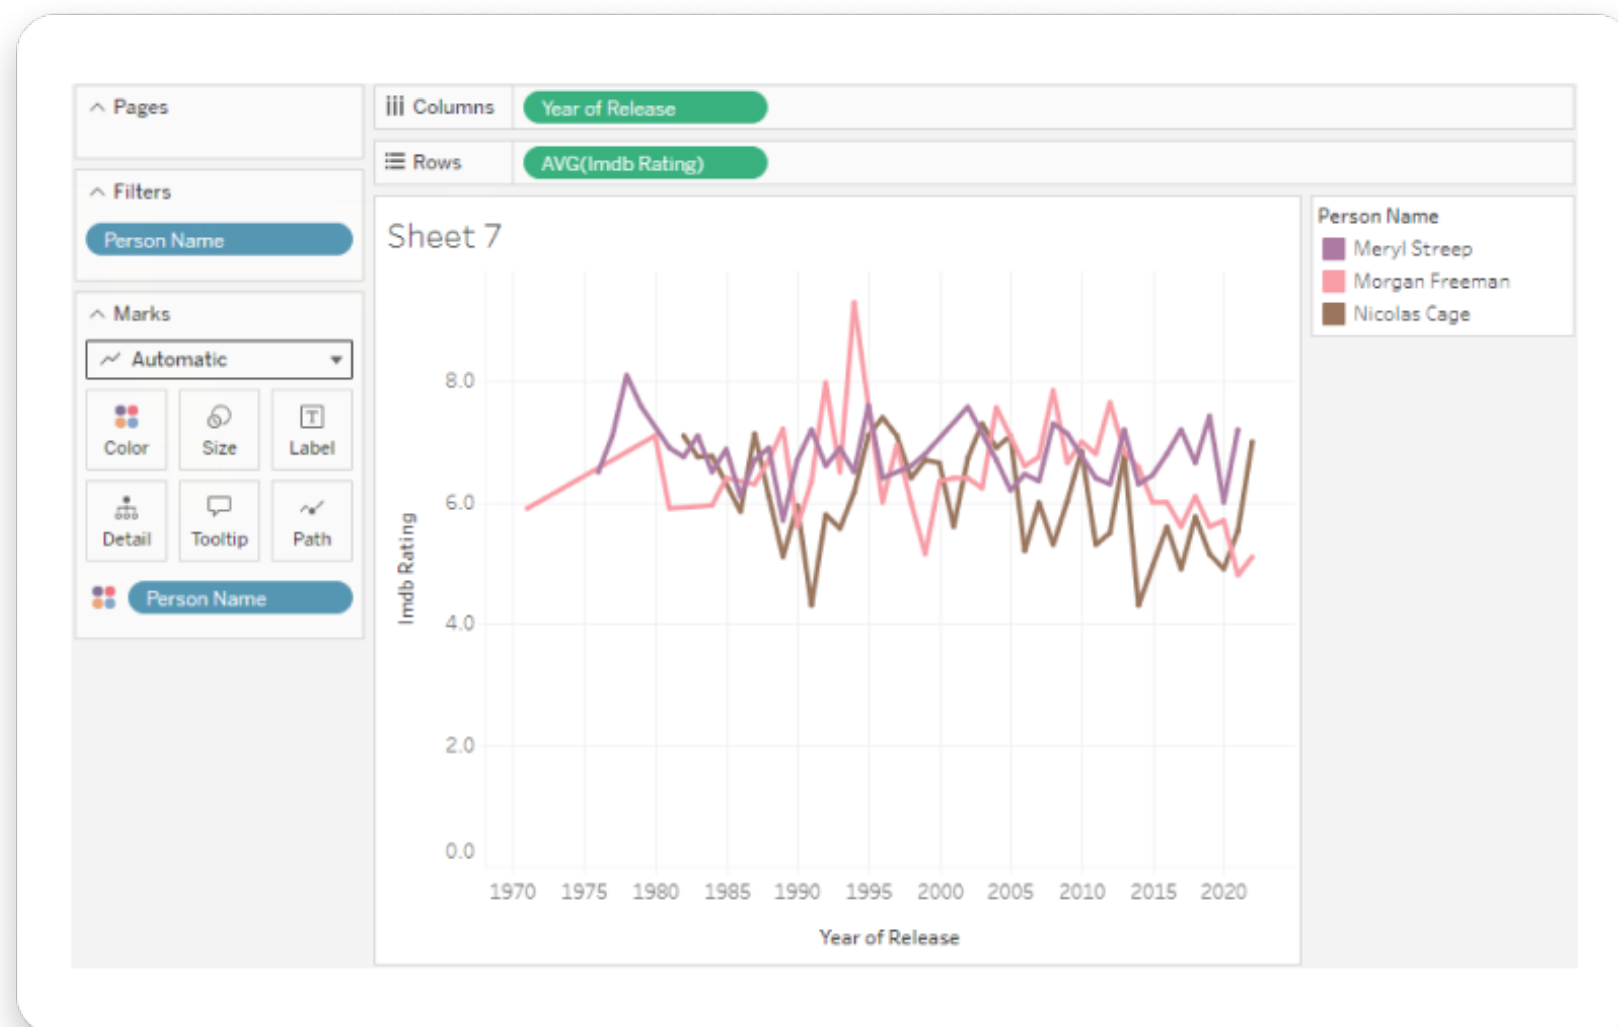 Pages
Columns
Year of Release
Rows
AVG(Imdb Rating)
Filters
Person Name
Marks
Automatic
Color
Size
Label
Detail
Tooltip
Path
Person Name
Sheet 7
8.0
6.0
4.0
2.0
0.0
Imdb Rating
1970 1975 1980 1985 1990 1995 2000 2005 2010 2015 2020
Year of Release
Person Name
Meryl Streep
Morgan Freeman
Nicolas Cage